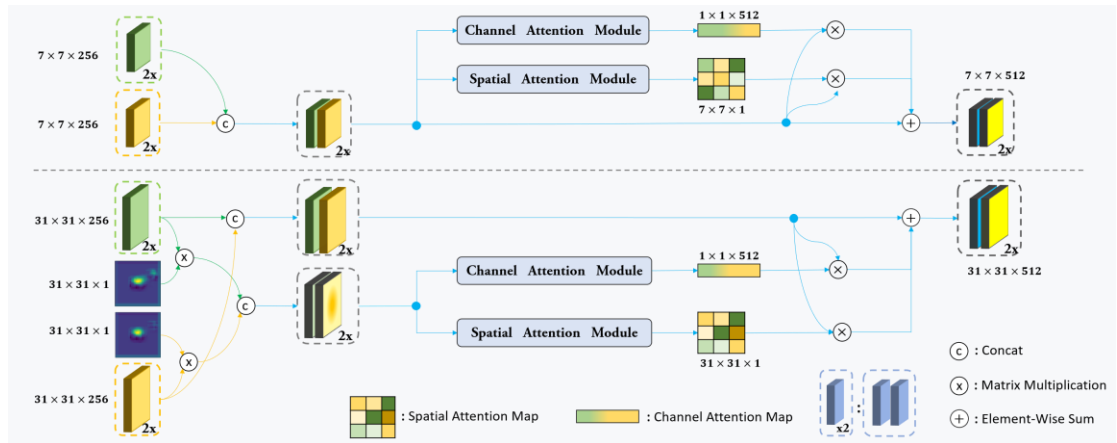 7 × 7 × 256
2x
7 × 7 × 256
2x
c
2x
Channel Attention Module
1 × 1 × 512
×
Spatial Attention Module
7 × 7 × 1
×
+
7 × 7 × 512
2x
31 × 31 × 256
2x
31 × 31 × 1
31 × 31 × 1
31 × 31 × 256
2x
x
x
c
c
2x
2x
Channel Attention Module
1 × 1 × 512
×
Spatial Attention Module
31 × 31 × 1
×
+
2x
31 × 31 × 512
: Spatial Attention Map
: Channel Attention Map
x2
:
c : Concat
x : Matrix Multiplication
+ : Element-Wise Sum